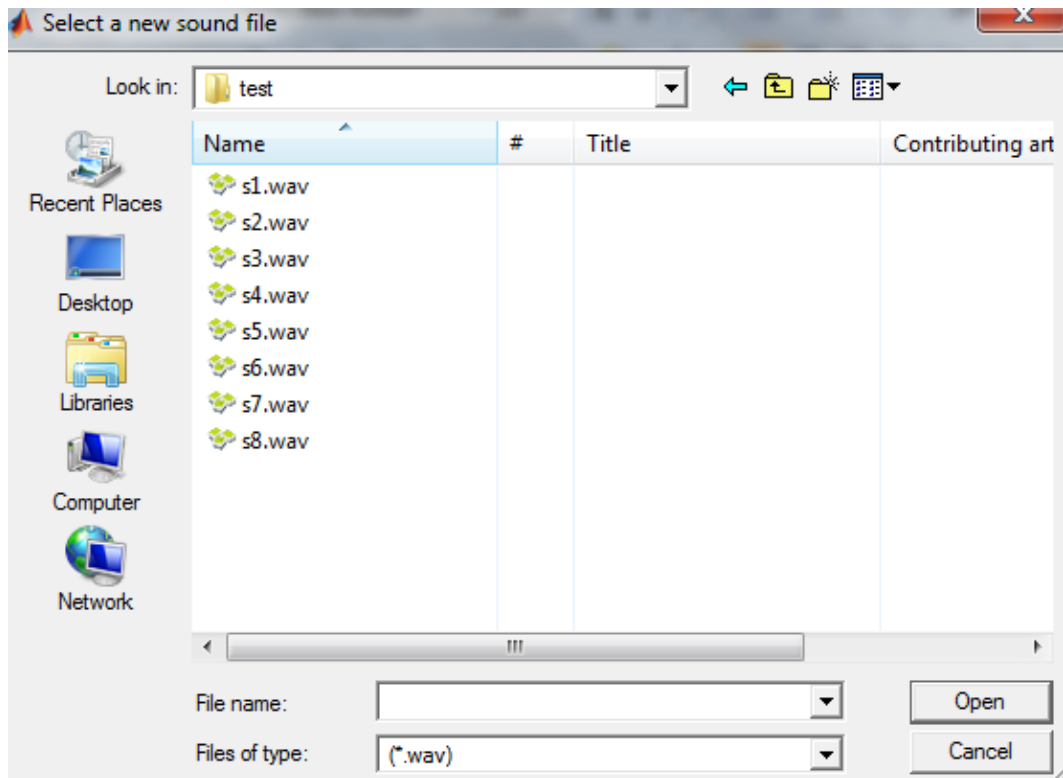 Select a new sound file
X
Look in:
test
Name # Title Contributing art
s1.wav
s2.wav
s3.wav
s4.wav
s5.wav
s6.wav
s7.wav
s8.wav
Recent Places
Desktop
Libraries
Computer
Network
File name:
Open
Files of type: (*.wav)
Cancel